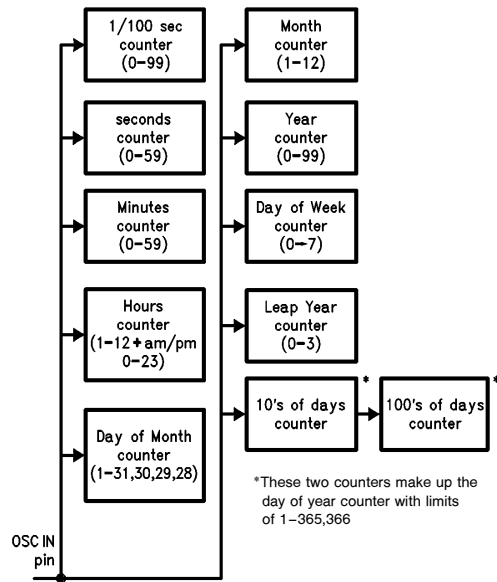 1/100 sec
counter
(0-99)
seconds
counter
(0-59)
Minutes
counter
(0-59)
Hours
counter
(1-12+am/pm
0-23)
Day of Month
counter
(1-31,30,29,28)
OSC IN
pin
Month
counter
(1-12)
Year
counter
(0-99)
Day of Week
counter
(0→7)
Leap Year
counter
(0-3)
10's of days
counter
*
100's of days
counter
*
*These two counters make up the
day of year counter with limits
of 1–365,366